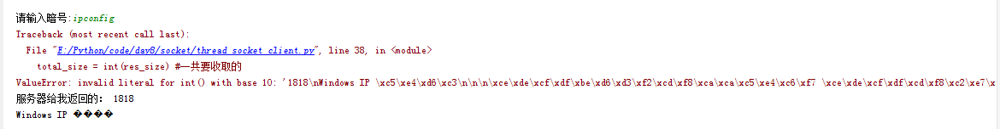 请输入暗号:ipconfig
Traceback (most recent call last):
File "E:/Python/code/day8/socket/thread_socket_client.py", line 38, in <module>
total_size = int(res_size) #一共要收取的
ValueError: invalid literal for int() with base 10: '1818\nWindows IP \xc5\xe4\xd6\xc3\n\n\n\xce\xde\xcf\xdf\xbe\xd6\xd3\xf2\xcd\xf8\xca\xca\xc5\xe4\xc6\xf7 \xce\xde\xcf\xdf\xcd\xf8\xc2\xe7\x
服务器给我返回的: 1818
Windows IP ����